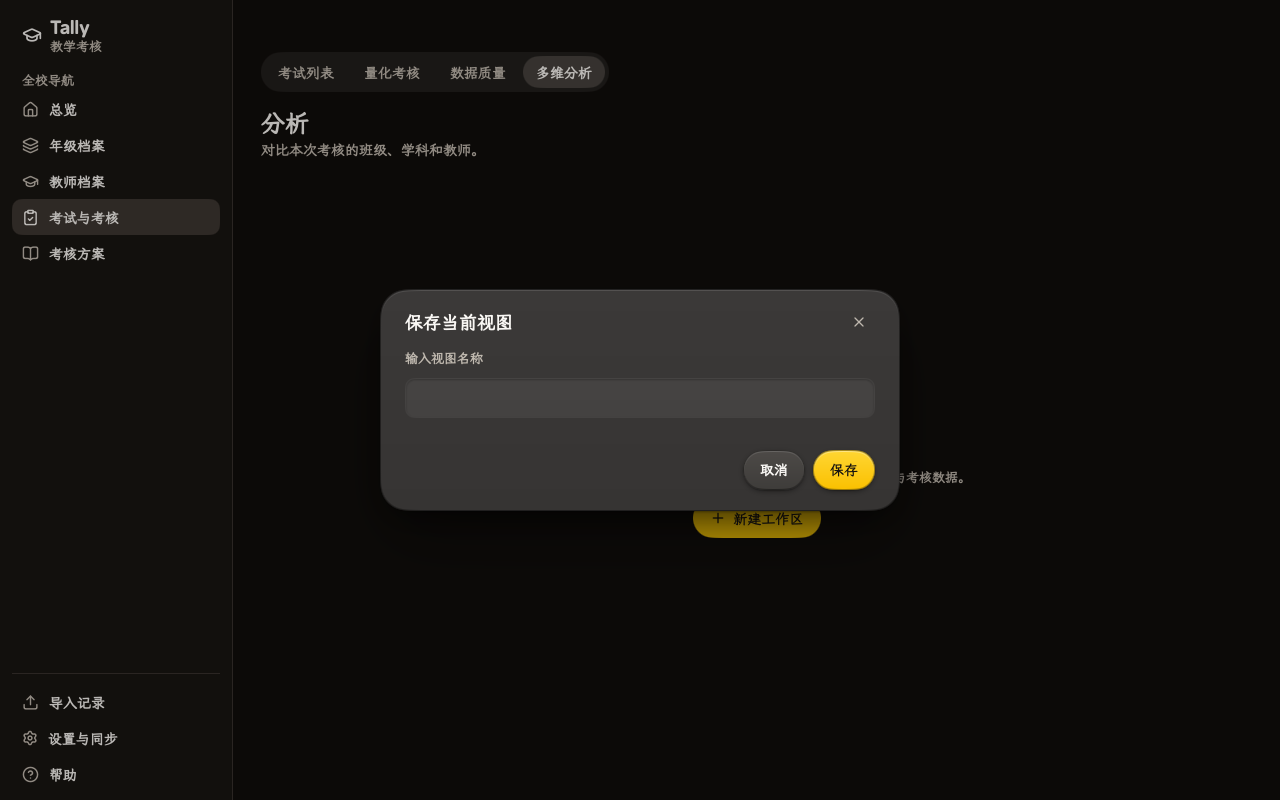 Tally
教学考核
全校导航
总览
年级档案
教师档案
考试与考核
考核方案
导入记录
设置与同步
帮助
考试列表
量化考核
数据质量
多维分析
分析
对比本次考核的班级、学科和教师。
保存当前视图
输入视图名称
取消
保存
与考核数据。
新建工作区